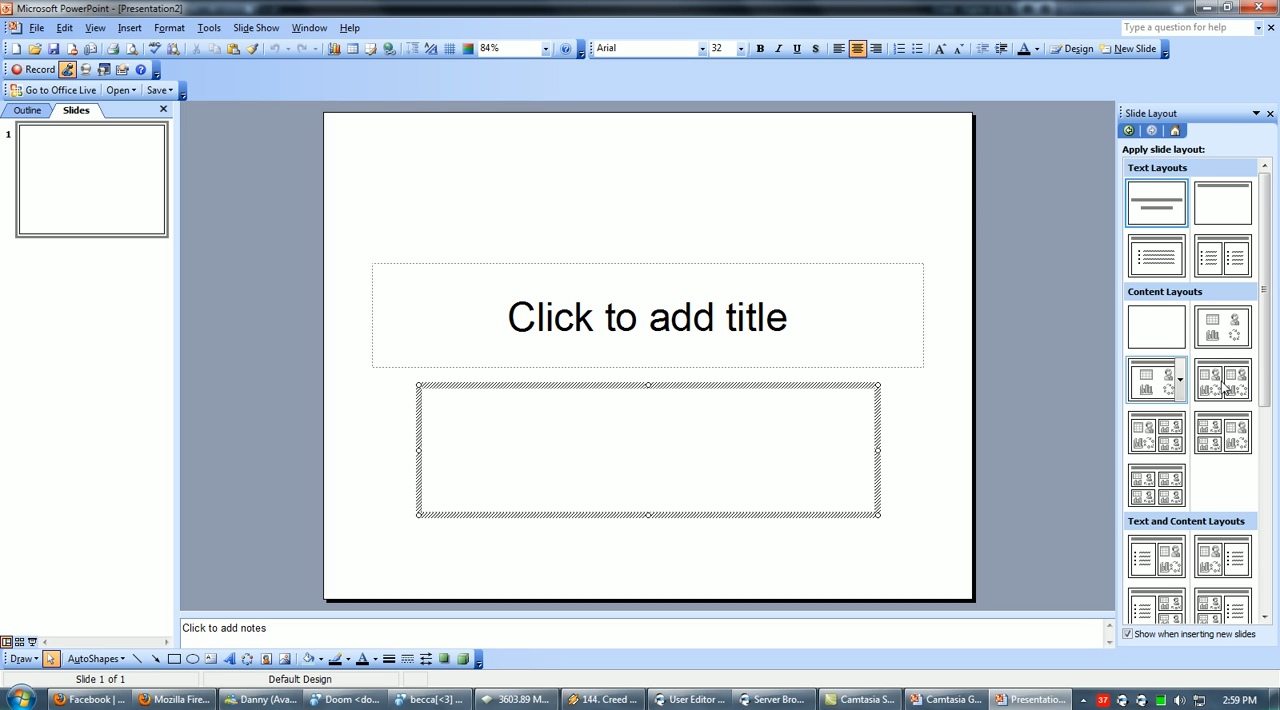 Microsoft PowerPoint - [Presentation2]
File Edit View Insert Format Tools Slide Show Window Help
Type a question for help
84%
Arial
32
B I U S
Design
New Slide
Record
Go to Office Live Open Save
Outline Slides
1
Click to add title
Click to add notes
Slide Layout
Apply slide layout:
Text Layouts
Content Layouts
Text and Content Layouts
Show when inserting new slides
Draw AutoShapes
Slide 1 of 1
Default Design
Facebook | ...
Mozilla Fire...
Danny (Ava...
Doom <do...
becca[<3] ...
3603.89 M...
144. Creed ...
User Editor ...
Server Bro...
Camtasia S...
Camtasia G...
Presentatio...
37
2:59 PM